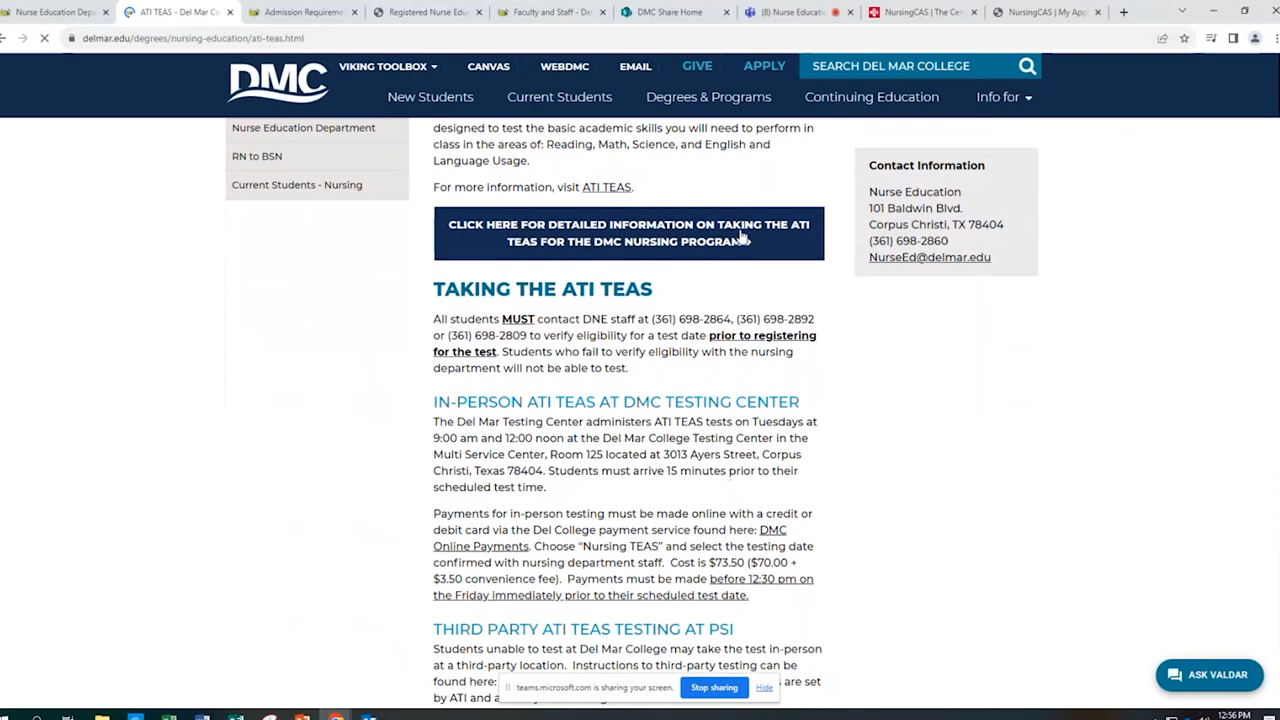 Nurse Education Depa
ATI TEAS - Del Mar Co
Admission Requireme
Registered Nurse Edu
Faculty and Staff - Del
DMC Share Home
(8) Nurse Educati
NursingCAS | The Cen
NursingCAS | My App
delmar.edu/degrees/nursing-education/ati-teas.html
DMC
VIKING TOOLBOX
CANVAS
WEBDMC
EMAIL
GIVE
APPLY
SEARCH DEL MAR COLLEGE
New Students
Current Students
Degrees & Programs
Continuing Education
Info for
Nurse Education Department
RN to BSN
Current Students - Nursing
designed to test the basic academic skills you will need to perform in
class in the areas of: Reading, Math, Science, and English and
Language Usage.
For more information, visit ATI TEAS.
CLICK HERE FOR DETAILED INFORMATION ON TAKING THE ATI
TEAS FOR THE DMC NURSING PROGRAM
TAKING THE ATI TEAS
All students MUST contact DNE staff at (361) 698-2864, (361) 698-2892
or (361) 698-2809 to verify eligibility for a test date prior to registering
for the test. Students who fail to verify eligibility with the nursing
department will not be able to test.
IN-PERSON ATI TEAS AT DMC TESTING CENTER
The Del Mar Testing Center administers ATI TEAS tests on Tuesdays at
9:00 am and 12:00 noon at the Del Mar College Testing Center in the
Multi Service Center, Room 125 located at 3013 Ayers Street, Corpus
Christi, Texas 78404. Students must arrive 15 minutes prior to their
scheduled test time.
Payments for in-person testing must be made online with a credit or
debit card via the Del College payment service found here: DMC
Online Payments. Choose “Nursing TEAS” and select the testing date
confirmed with nursing department staff. Cost is $73.50 ($70.00 +
$3.50 convenience fee). Payments must be made before 12:30 pm on
the Friday immediately prior to their scheduled test date.
THIRD PARTY ATI TEAS TESTING AT PSI
Students unable to test at Del Mar College may take the test in-person
at a third-party location. Instructions to third-party testing can be
found here:
s are set
by ATI and a
Contact Information
Nurse Education
101 Baldwin Blvd.
Corpus Christi, TX 78404
(361) 698-2860
NurseEd@delmar.edu
teams.microsoft.com is sharing your screen.
Stop sharing
Hide
ASK VALDAR
12:56 PM